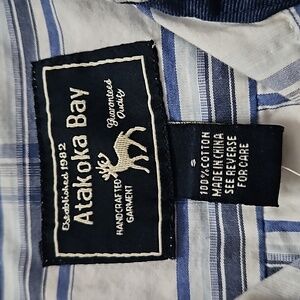 Established 1982
Atakoka Bay
Guaranteed
Quality
HANDCRAFTED
GARMENT
S
100% COTTON
MADE IN CHINA
SEE REVERSE
FOR CARE